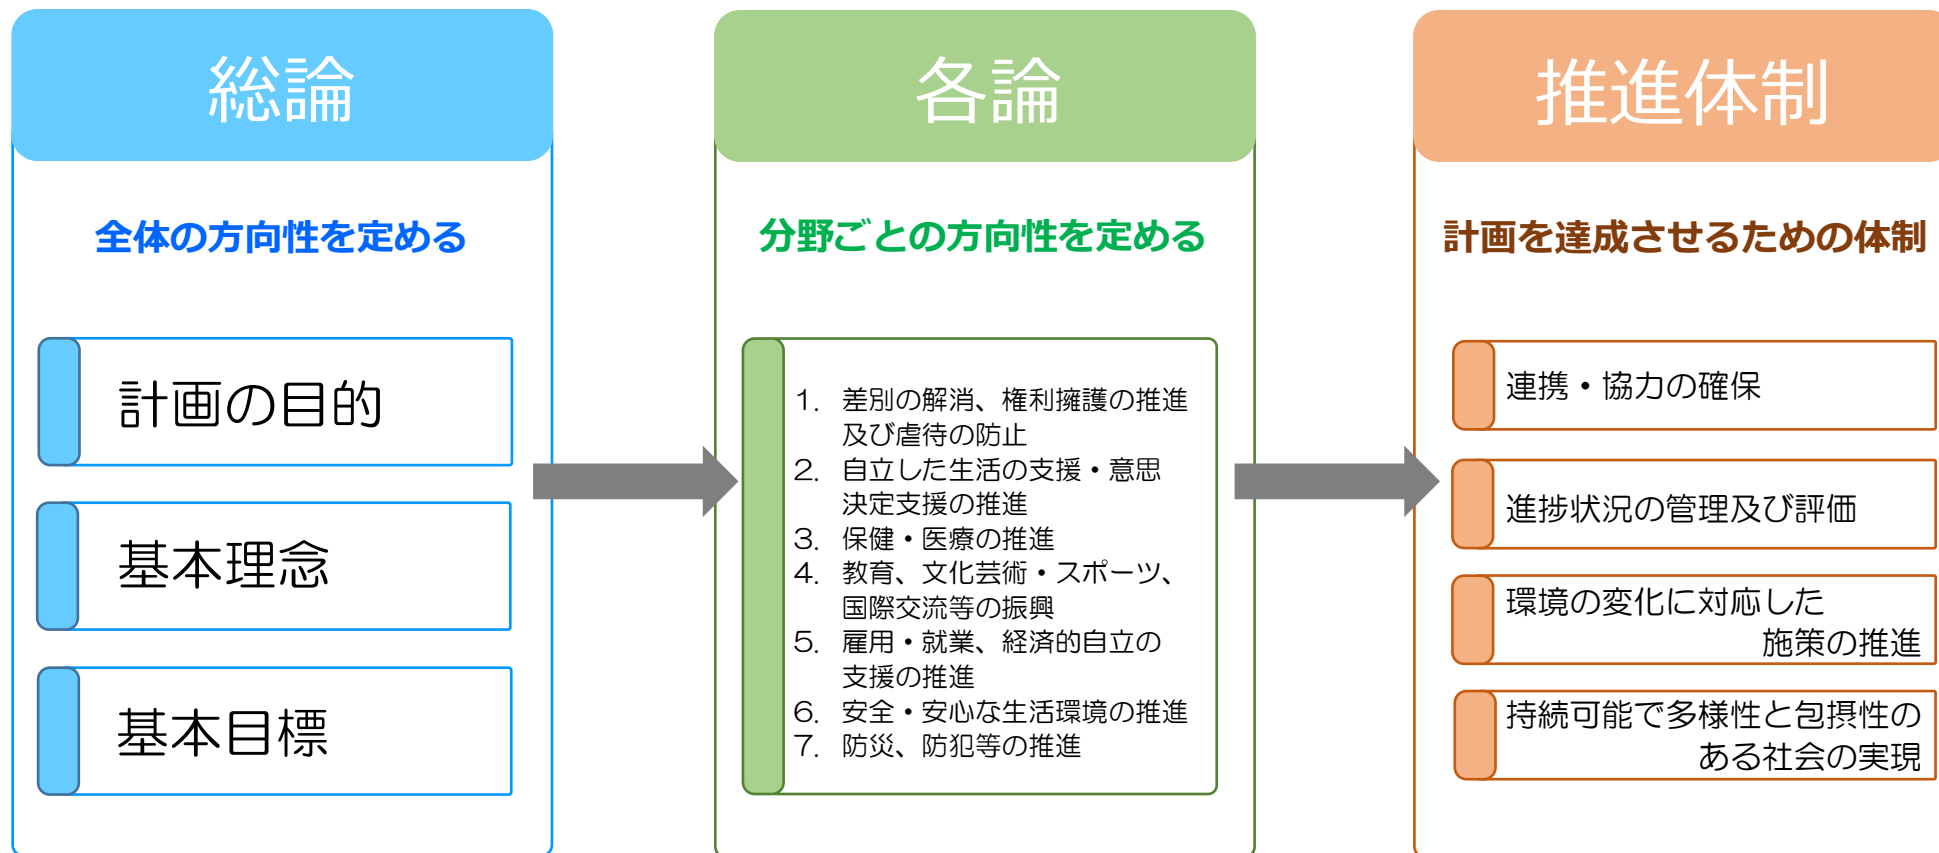 総論
全体の方向性を定める
計画の目的
基本理念
基本目標
各論
分野ごとの方向性を定める
1. 差別の解消、権利擁護の推進
及び虐待の防止
2. 自立した生活の支援・意思
決定支援の推進
3. 保健・医療の推進
4. 教育、文化芸術・スポーツ、
国際交流等の振興
5. 雇用・就業、経済的自立の
支援の推進
6. 安全・安心な生活環境の推進
7. 防災、防犯等の推進
推進体制
計画を達成させるための体制
連携・協力の確保
進捗状況の管理及び評価
環境の変化に対応した
施策の推進
持続可能で多様性と包摂性の
ある社会の実現